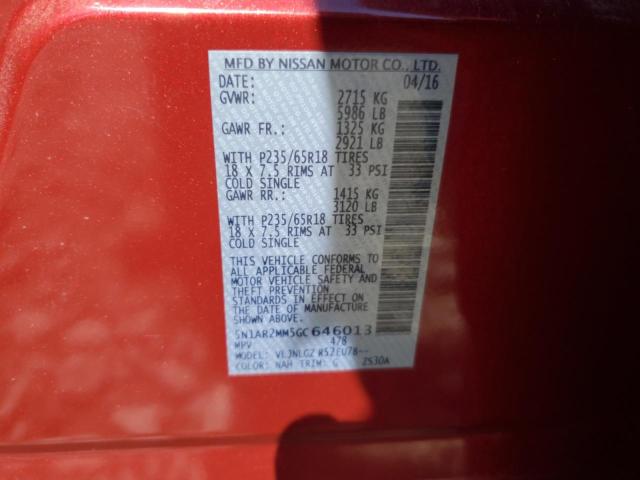 MFD BY NISSAN MOTOR CO., LTD.
DATE: 04/16
GVWR: 2715 KG
5986 LB
GAWR FR.: 1325 KG
2921 LB
WITH P235/65R18 TIRES
18 X 7.5 RIMS AT 33 PSI
COLD SINGLE
GAWR RR.: 1415 KG
3120 LB
WITH P235/65R18 TIRES
18 X 7.5 RIMS AT 33 PSI
COLD SINGLE
THIS VEHICLE CONFORMS TO
ALL APPLICABLE FEDERAL
MOTOR VEHICLE SAFETY AND
THEFT PREVENTION
STANDARDS IN EFFECT ON
THE DATE OF MANUFACTURE
SHOWN ABOVE.
5N1AR2MM5GC646013
MPV 478
MODEL: VLJNLGZ R52EU78--
COLOR: NAH TRIM: G 2S30A